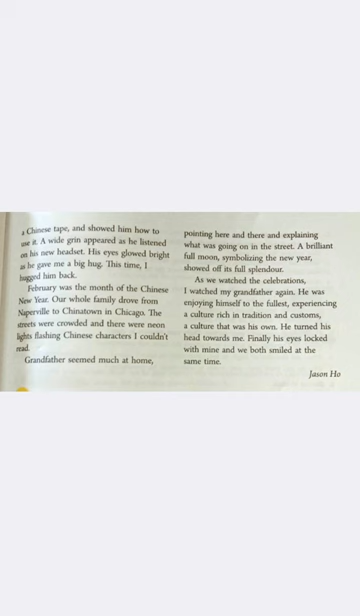 a Chinese tape, and showed him how to
use it. A wide grin appeared as he listened
on his new headset. His eyes glowed bright
as he gave me a big hug. This time, I
hugged him back.
February was the month of the Chinese
New Year. Our whole family drove from
Naperville to Chinatown in Chicago. The
streets were crowded and there were neon
lights flashing Chinese characters I couldn't
read.
Grandfather seemed much at home,
pointing here and there and explaining
what was going on in the street. A brilliant
full moon, symbolizing the new year,
showed off its full splendour.
As we watched the celebrations,
I watched my grandfather again. He was
enjoying himself to the fullest, experiencing
a culture rich in tradition and customs,
a culture that was his own. He turned his
head towards me. Finally his eyes locked
with mine and we both smiled at the
same time.
Jason Ho